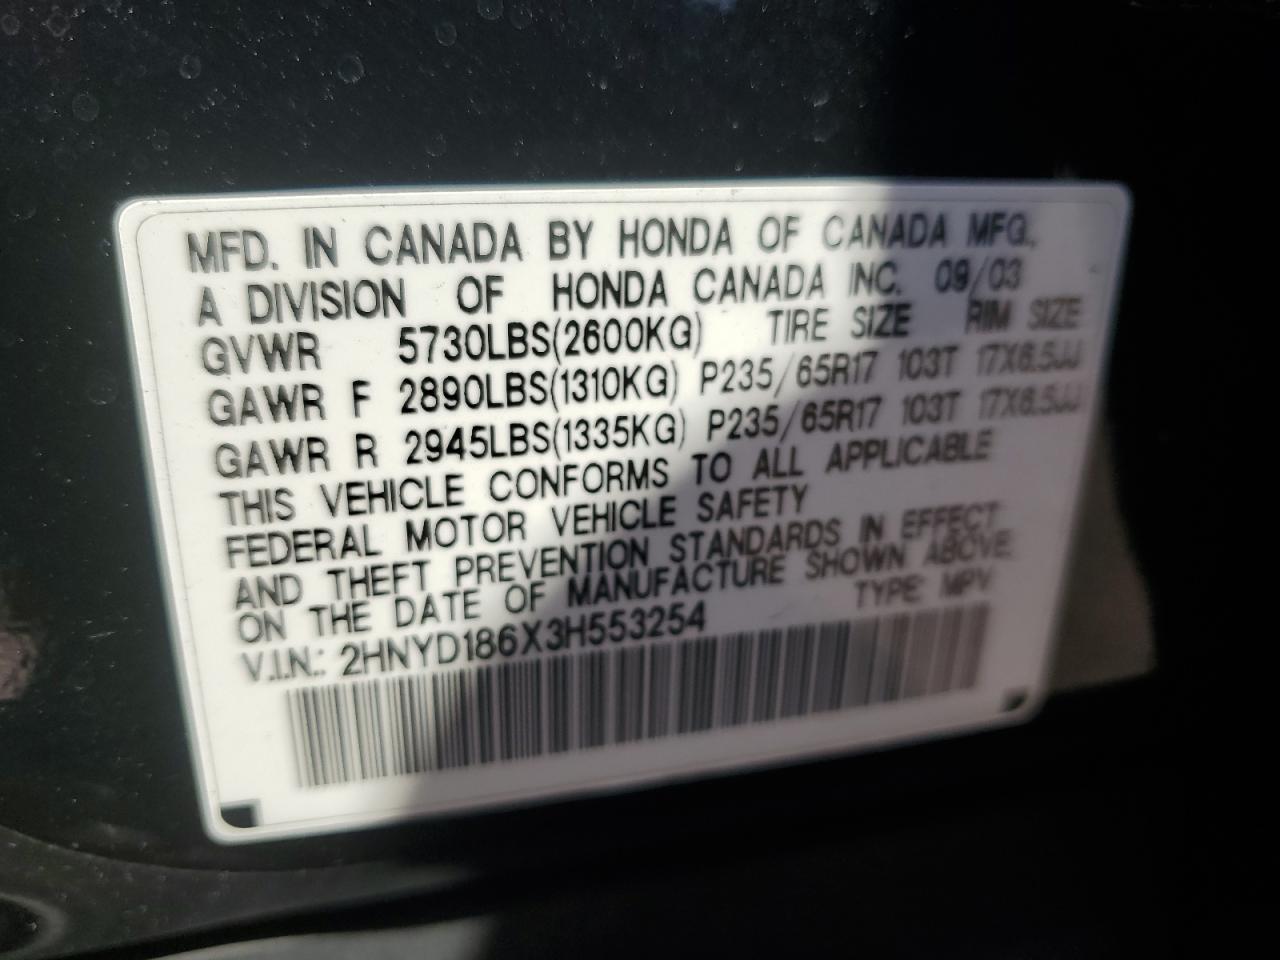 MFD. IN CANADA BY HONDA OF CANADA MFG.,
A DIVISION OF HONDA CANADA INC. 09/03
GVWR 5730LBS(2600KG) TIRE SIZE RIM SIZE
GAWR F 2890LBS(1310KG) P235/65R17 103T 17X6.5JJ
GAWR R 2945LBS(1335KG) P235/65R17 103T 17X6.5JJ
THIS VEHICLE CONFORMS TO ALL APPLICABLE
FEDERAL MOTOR VEHICLE SAFETY
AND THEFT PREVENTION STANDARDS IN EFFECT
ON THE DATE OF MANUFACTURE SHOWN ABOVE.
V.I.N.: 2HNYD186X3H553254 TYPE: MPV